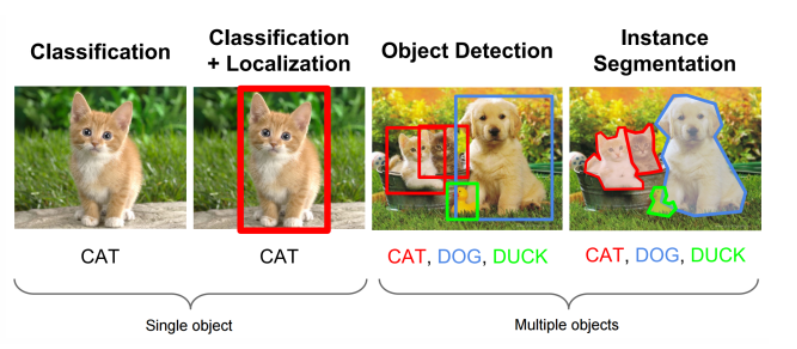 Classification
Classification
+ Localization
Object Detection
Instance
Segmentation
CAT
CAT
CAT, DOG, DUCK
CAT, DOG, DUCK
Single object
Multiple objects